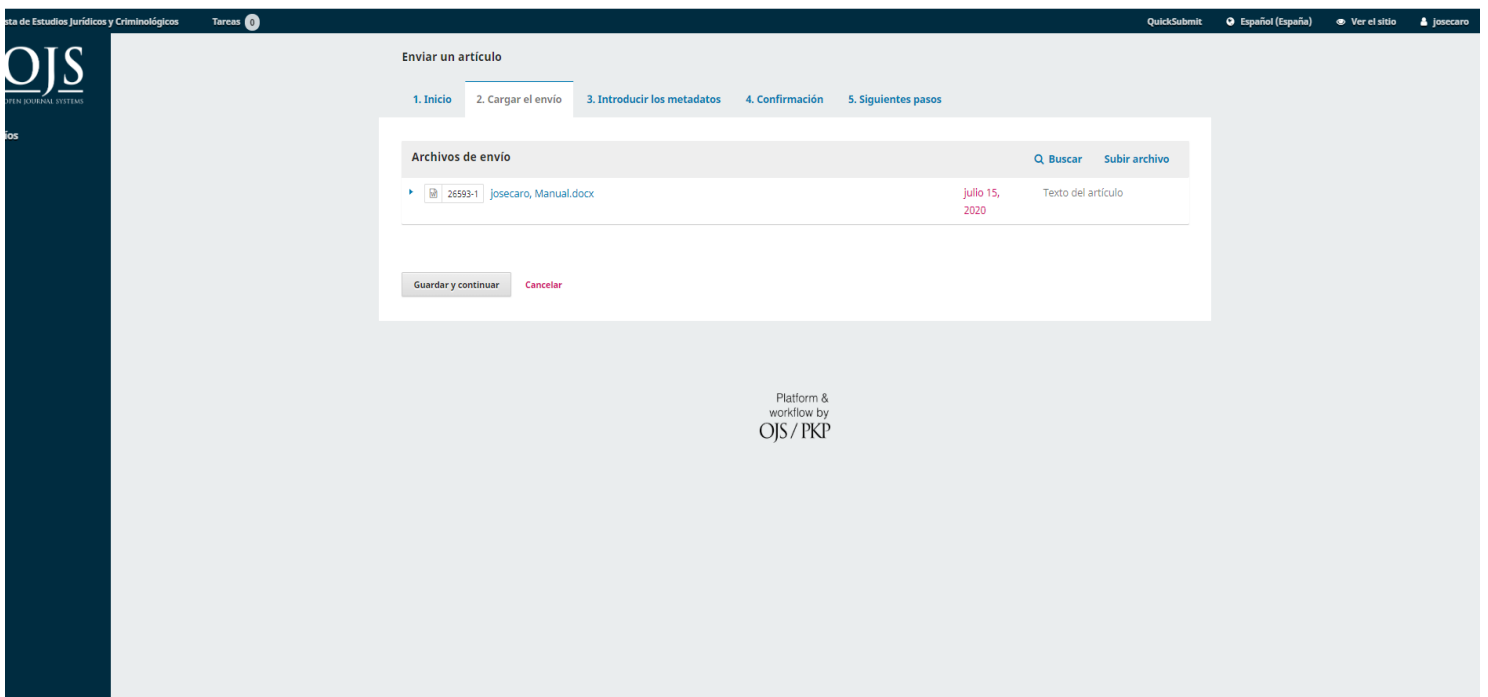 sta de Estudios Jurídicos y Criminológicos Tareas 0 QuickSubmit Español (España) Ver el sitio josecaro
OJS
OPEN JOURNAL SYSTEMS
íos
Enviar un artículo
1. Inicio 2. Cargar el envío 3. Introducir los metadatos 4. Confirmación 5. Siguientes pasos
Archivos de envío Buscar Subir archivo
26593-1 josecaro, Manual.docx julio 15, Texto del artículo
2020
Guardar y continuar Cancelar
Platform &
workflow by
OJS / PKP